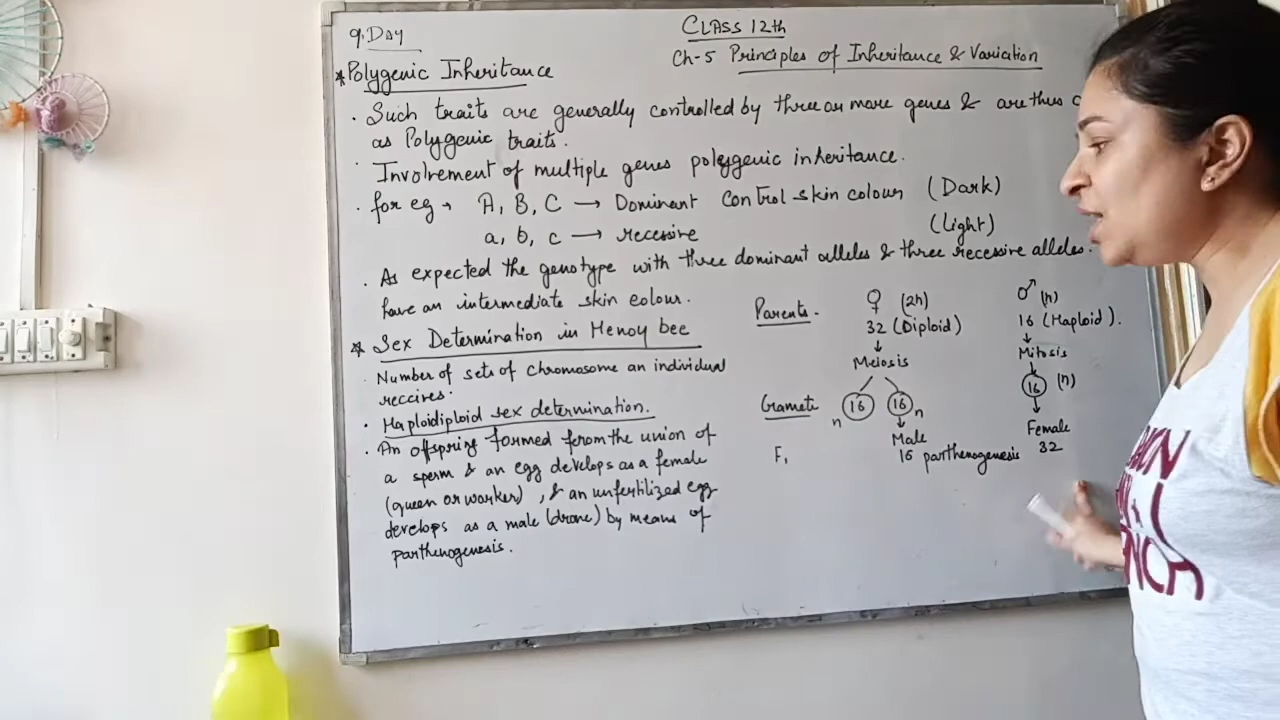 9. Day
CLASS 12th
Ch-5 Principles of Inheritance & Variation
* Polygenic Inheritance
. Such traits are generally controlled by three or more genes & are thus
as Polygenic traits.
. Involvement of multiple genes polygenic inheritance.
. for eg → A, B, C → Dominant control skin colour (Dark)
a, b, c → recessive (light)
. As expected the genotype with three dominant alleles & three recessive alleles.
have an intermediate skin colour.
* Sex Determination in Henoy bee
. Number of sets of chromosome an individual
receives.
. Haploidiploid sex determination.
. An offspring formed from the union of
a sperm & an egg develops as a female
(queen or worker), & an unfertilized egg
develops as a male (drone) by means of
parthenogenesis.
Parents. ♀ (2n) ♂ (n)
32 (Diploid) 16 (Haploid).
↓ ↓
Meiosis Mitosis
↓
Gamete n 16 16 n 16 (n)
↓ ↓
Male Female
F1 16 parthenogenesis 32